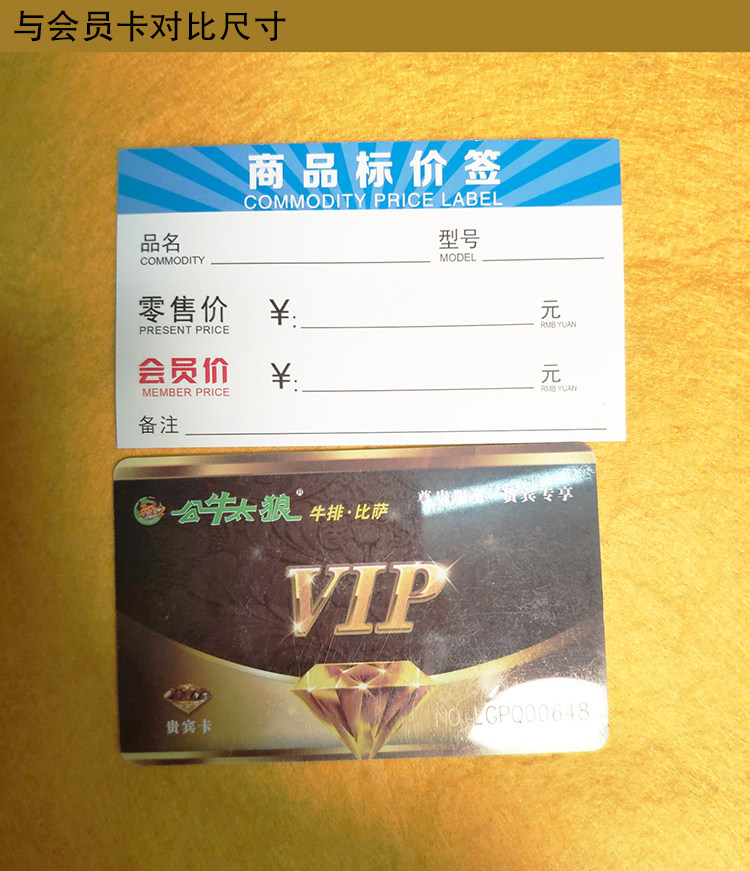 与会员卡对比尺寸
商品标价签
COMMODITY PRICE LABEL
品名 型号
COMMODITY MODEL
零售价 ¥: 元
PRESENT PRICE RMB YUAN
会员价 ¥: 元
MEMBER PRICE RMB YUAN
备注
公牛太狼® 牛排·比萨 尊贵 贵宾专享
VIP
贵宾卡
NO.LGPQ00648